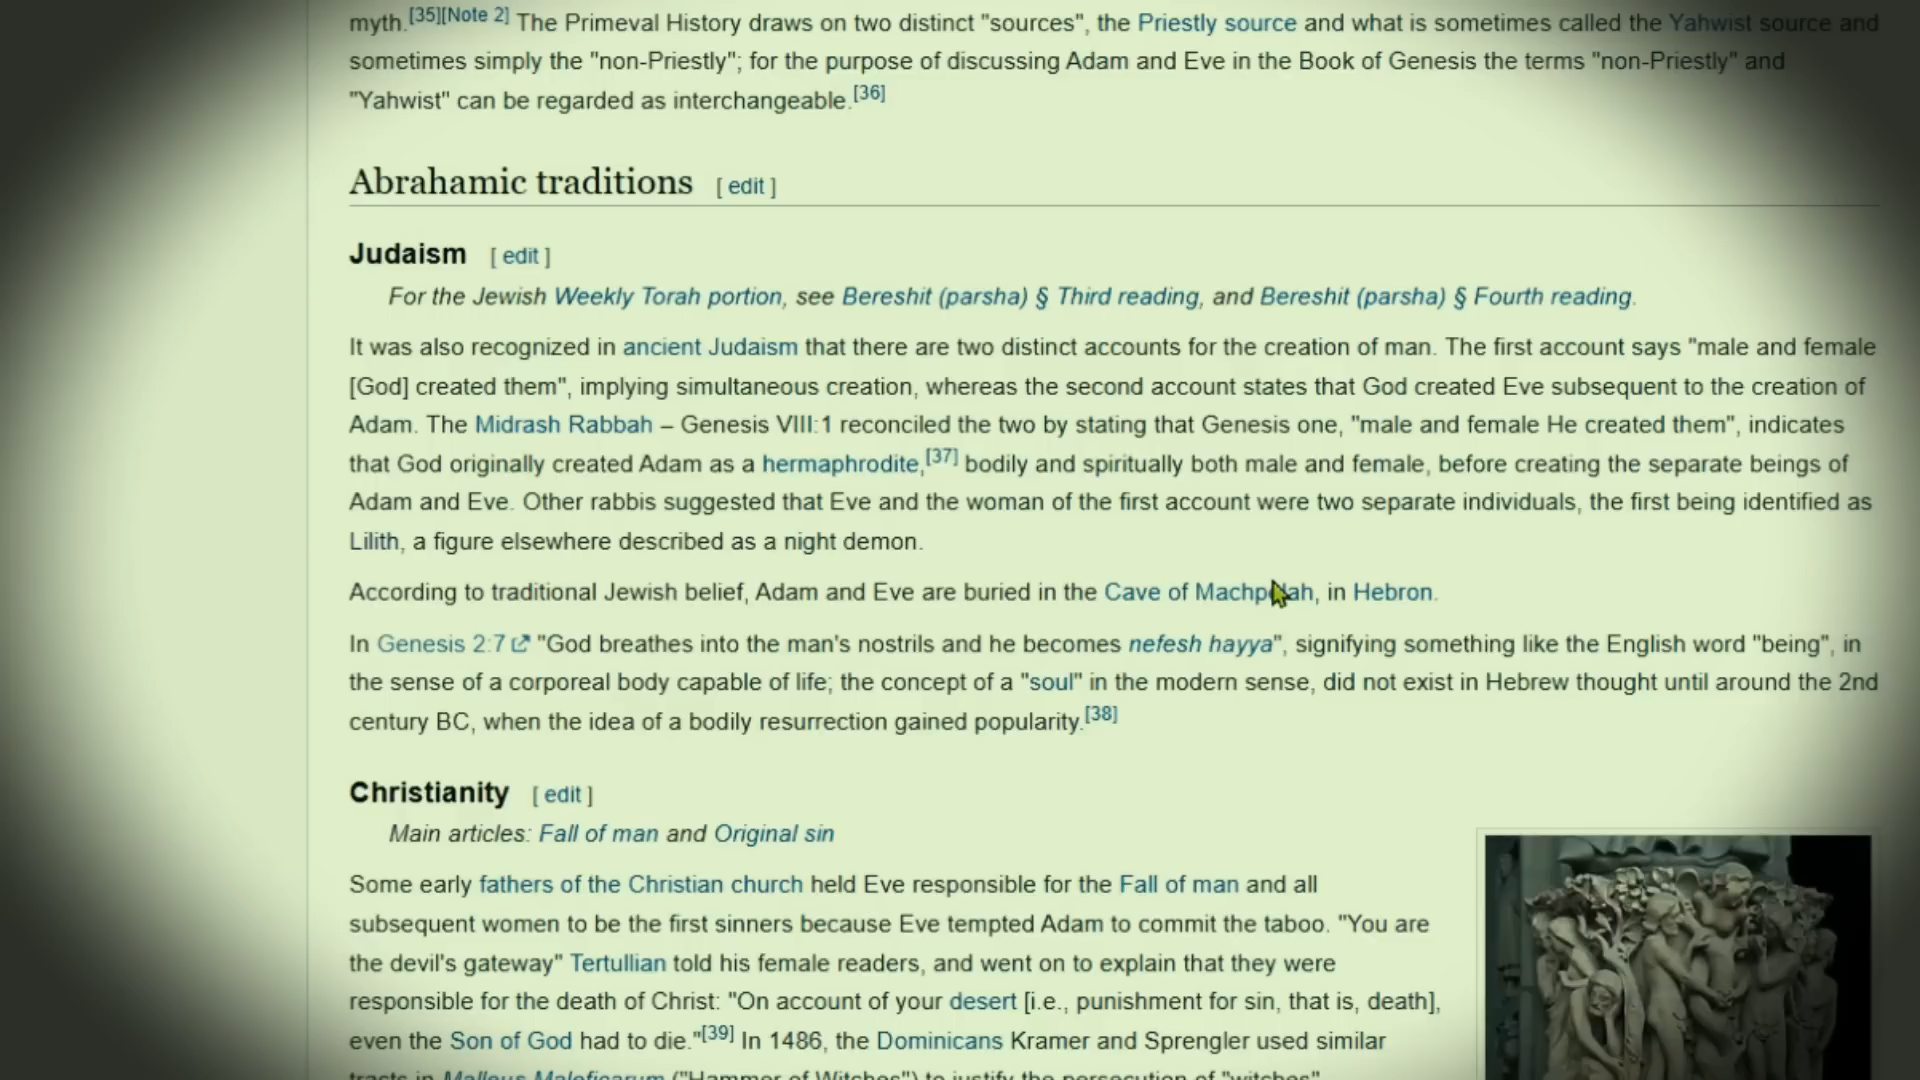 myth.[35][Note 2] The Primeval History draws on two distinct "sources", the Priestly source and what is sometimes called the Yahwist source and
sometimes simply the "non-Priestly"; for the purpose of discussing Adam and Eve in the Book of Genesis the terms "non-Priestly" and
"Yahwist" can be regarded as interchangeable.[36]
Abrahamic traditions [ edit ]
Judaism [ edit ]
For the Jewish Weekly Torah portion, see Bereshit (parsha) § Third reading, and Bereshit (parsha) § Fourth reading.
It was also recognized in ancient Judaism that there are two distinct accounts for the creation of man. The first account says "male and female
[God] created them", implying simultaneous creation, whereas the second account states that God created Eve subsequent to the creation of
Adam. The Midrash Rabbah – Genesis VIII:1 reconciled the two by stating that Genesis one, "male and female He created them", indicates
that God originally created Adam as a hermaphrodite,[37] bodily and spiritually both male and female, before creating the separate beings of
Adam and Eve. Other rabbis suggested that Eve and the woman of the first account were two separate individuals, the first being identified as
Lilith, a figure elsewhere described as a night demon.
According to traditional Jewish belief, Adam and Eve are buried in the Cave of Machpelah, in Hebron.
In Genesis 2:7 "God breathes into the man's nostrils and he becomes nefesh hayya", signifying something like the English word "being", in
the sense of a corporeal body capable of life; the concept of a "soul" in the modern sense, did not exist in Hebrew thought until around the 2nd
century BC, when the idea of a bodily resurrection gained popularity.[38]
Christianity [ edit ]
Main articles: Fall of man and Original sin
Some early fathers of the Christian church held Eve responsible for the Fall of man and all
subsequent women to be the first sinners because Eve tempted Adam to commit the taboo. "You are
the devil's gateway" Tertullian told his female readers, and went on to explain that they were
responsible for the death of Christ: "On account of your desert [i.e., punishment for sin, that is, death],
even the Son of God had to die."[39] In 1486, the Dominicans Kramer and Sprengler used similar
tracts in Malleus Maleficarum ("Hammer of Witches") to justify the persecution of "witches".